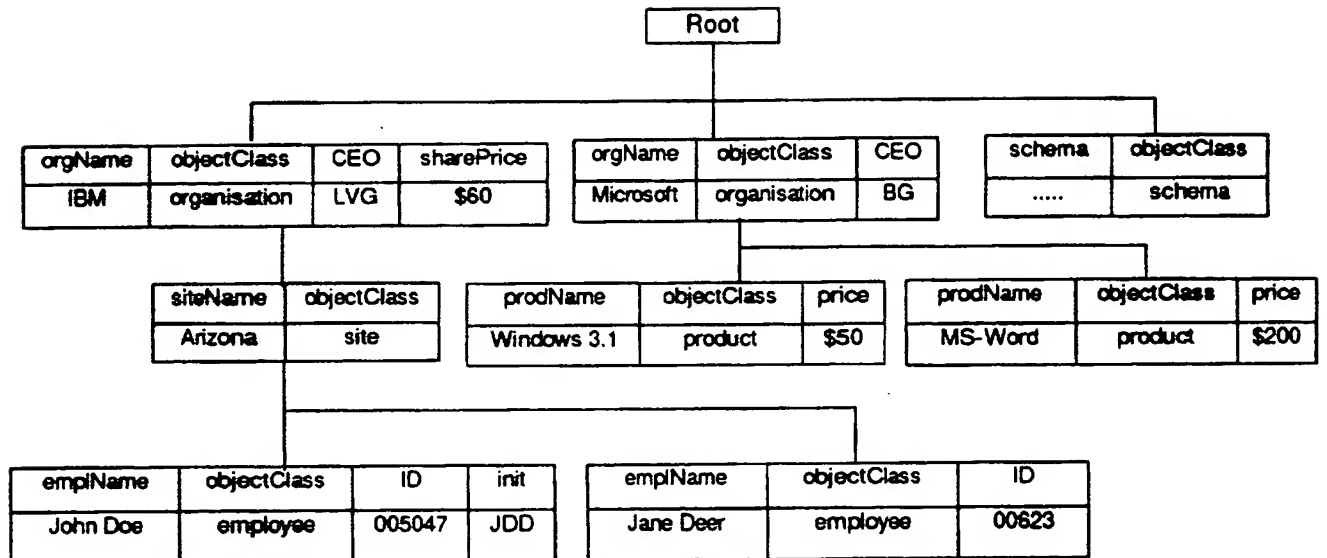 Root
orgName objectClass CEO sharePrice
IBM organisation LVG $60
orgName objectClass CEO
Microsoft organisation BG
schema objectClass
..... schema
siteName objectClass
Arizona site
prodName objectClass price
Windows 3.1 product $50
prodName objectClass price
MS-Word product $200
emplName objectClass ID init
John Doe employee 005047 JDD
emplName objectClass ID
Jane Deer employee 00623